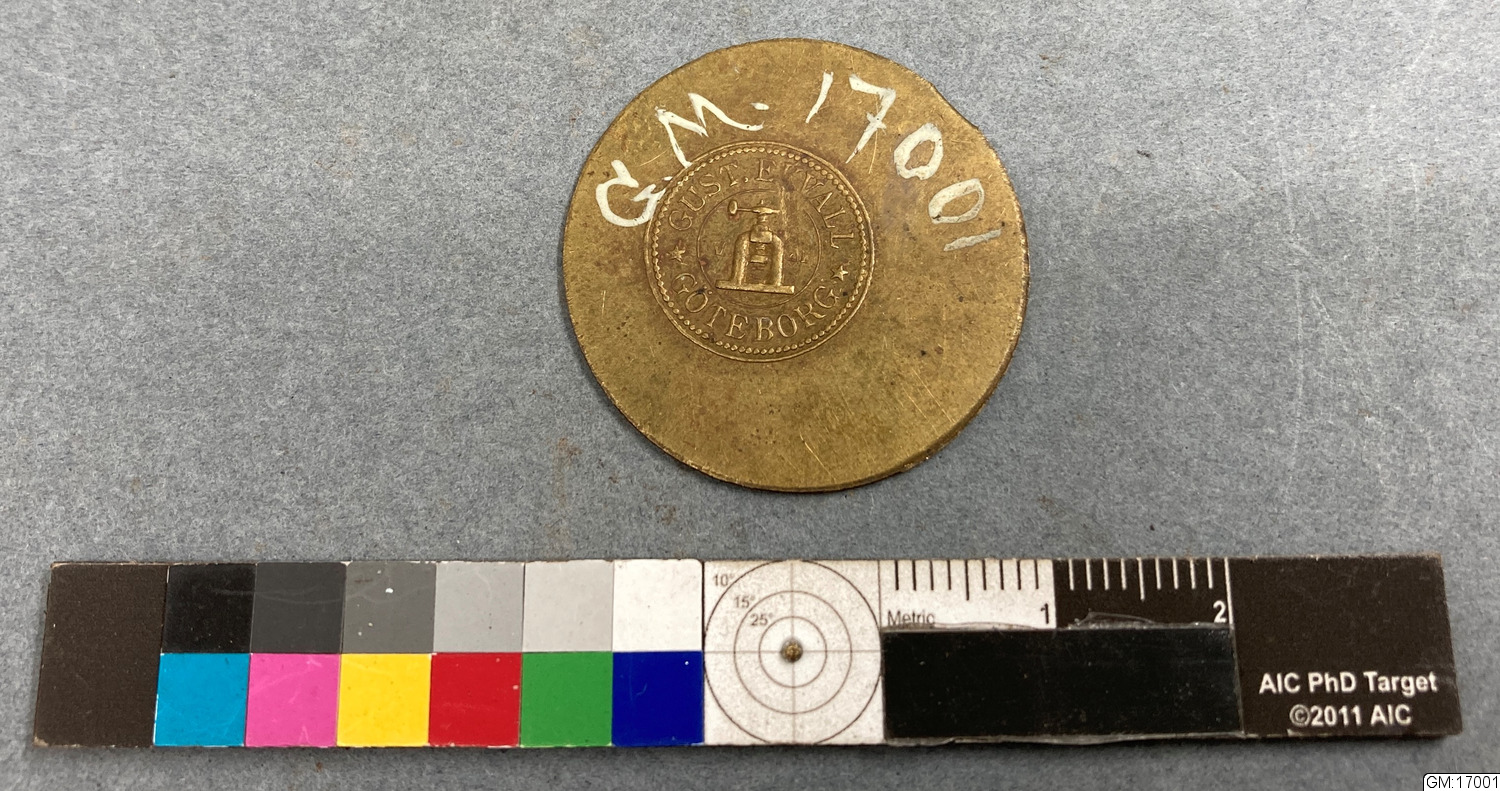 G.M. 17001
GUST. EKVALL
GÖTEBORG
10°
15°
25°
Metric
1
2
AIC PhD Target
©2011 AIC
GM:17001